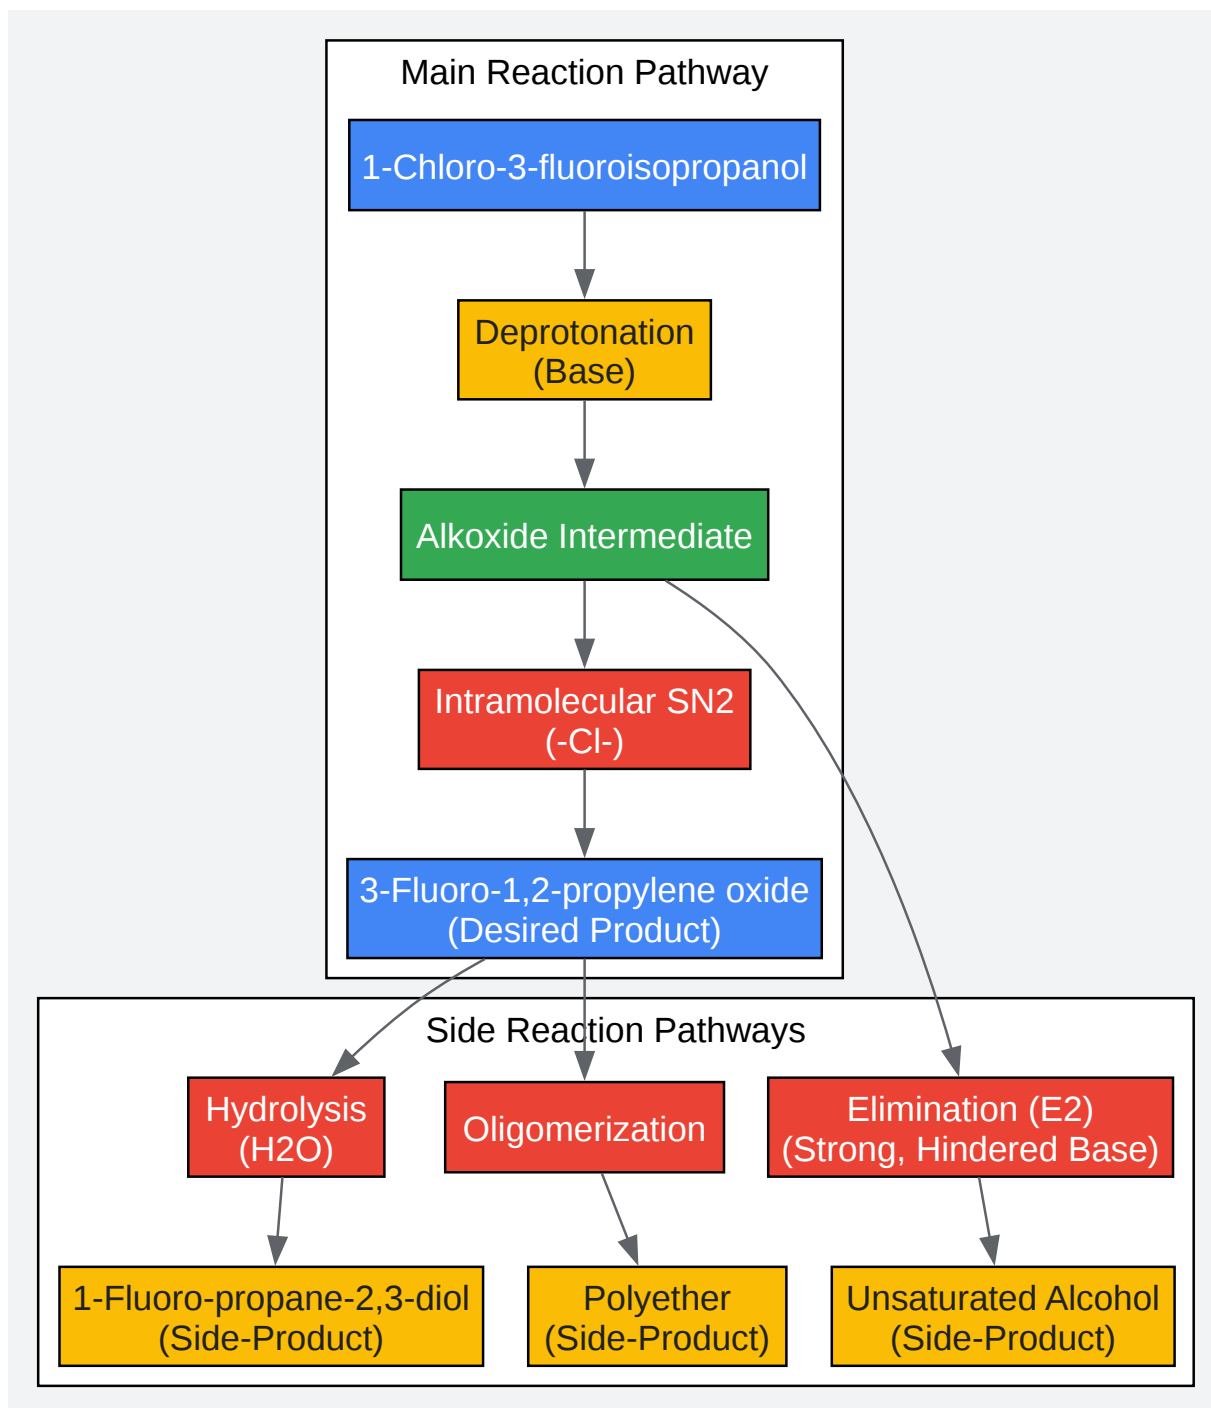 Main Reaction Pathway
1-Chloro-3-fluoroisopropanol
Deprotonation
(Base)
Alkoxide Intermediate
Intramolecular SN2
(-Cl-)
3-Fluoro-1,2-propylene oxide
(Desired Product)
Side Reaction Pathways
Hydrolysis
(H2O)
Oligomerization
Elimination (E2)
(Strong, Hindered Base)
1-Fluoro-propane-2,3-diol
(Side-Product)
Polyether
(Side-Product)
Unsaturated Alcohol
(Side-Product)